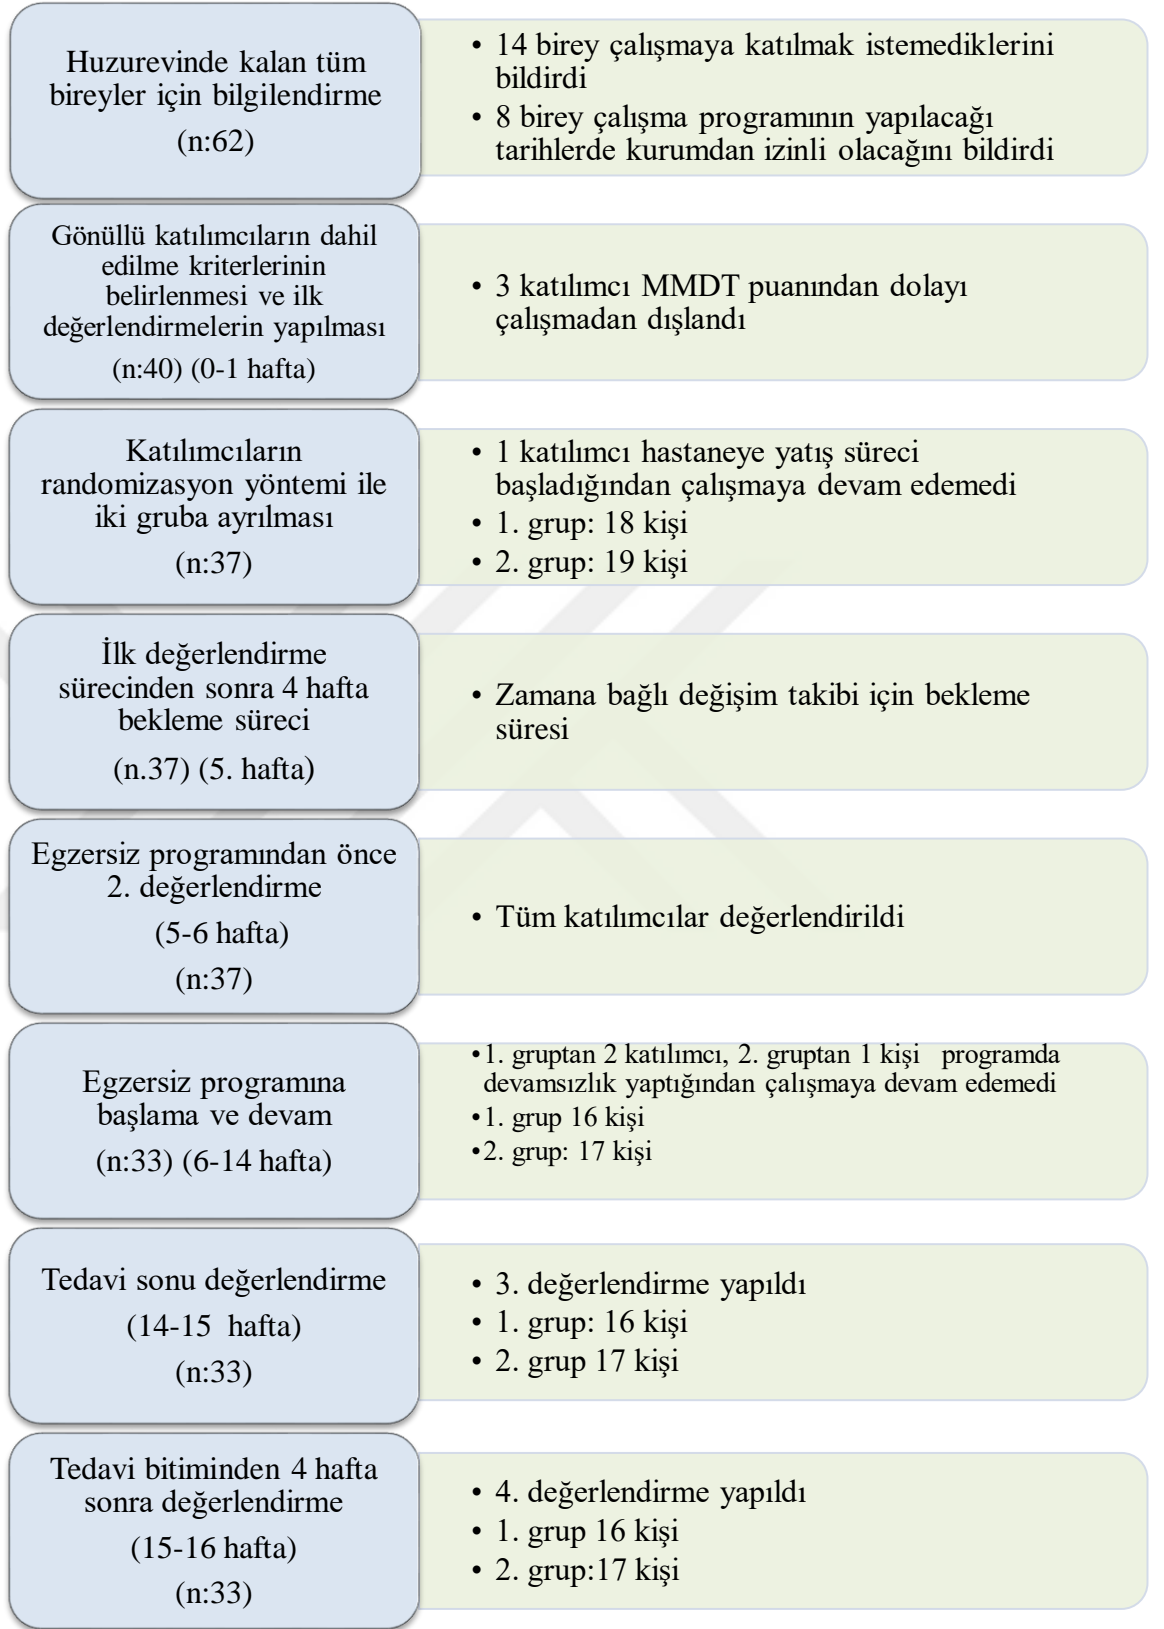 Huzurevinde kalan tüm
bireyler için bilgilendirme
(n:62)
• 14 birey çalışmaya katılmak istemediklerini
bildirdi
• 8 birey çalışma programının yapılacağı
tarihlerde kurumdan izinli olacağını bildirdi
Gönüllü katılımcıların dahil
edilme kriterlerinin
belirlenmesi ve ilk
değerlendirmelerin yapılması
(n:40) (0-1 hafta)
• 3 katılımcı MMDT puanından dolayı
çalışmadan dışlandı
Katılımcıların
randomizasyon yöntemi ile
iki gruba ayrılması
(n:37)
• 1 katılımcı hastaneye yatış süreci
başladığından çalışmaya devam edemedi
• 1. grup: 18 kişi
• 2. grup: 19 kişi
İlk değerlendirme
sürecinden sonra 4 hafta
bekleme süreci
(n.37) (5. hafta)
• Zamana bağlı değişim takibi için bekleme
süresi
Egzersiz programından önce
2. değerlendirme
(5-6 hafta)
(n:37)
• Tüm katılımcılar değerlendirildi
Egzersiz programına
başlama ve devam
(n:33) (6-14 hafta)
•1. gruptan 2 katılımcı, 2. gruptan 1 kişi programda
devamsızlık yaptığından çalışmaya devam edemedi
•1. grup 16 kişi
•2. grup: 17 kişi
Tedavi sonu değerlendirme
(14-15 hafta)
(n:33)
• 3. değerlendirme yapıldı
• 1. grup: 16 kişi
• 2. grup 17 kişi
Tedavi bitiminden 4 hafta
sonra değerlendirme
(15-16 hafta)
(n:33)
• 4. değerlendirme yapıldı
• 1. grup 16 kişi
• 2. grup:17 kişi